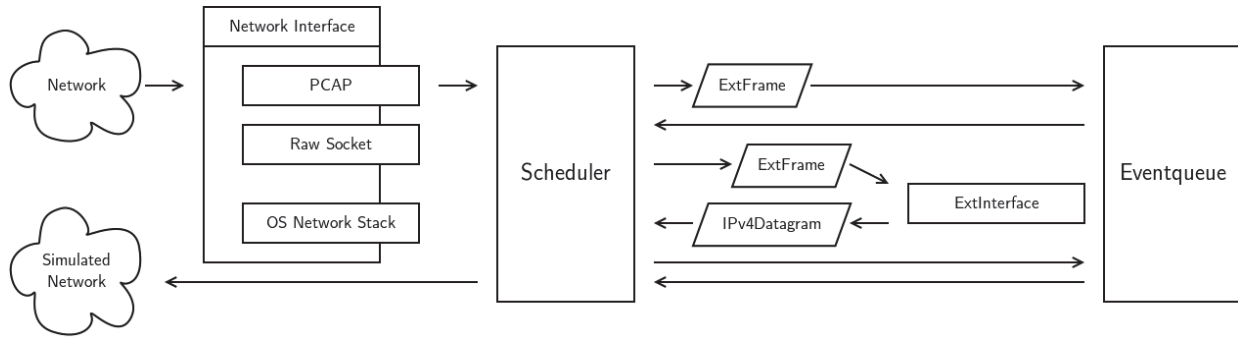 Network Interface
Network
PCAP
ExtFrame
Raw Socket
Scheduler
ExtFrame
Eventqueue
ExtInterface
OS Network Stack
IPv4Datagram
Simulated
Network